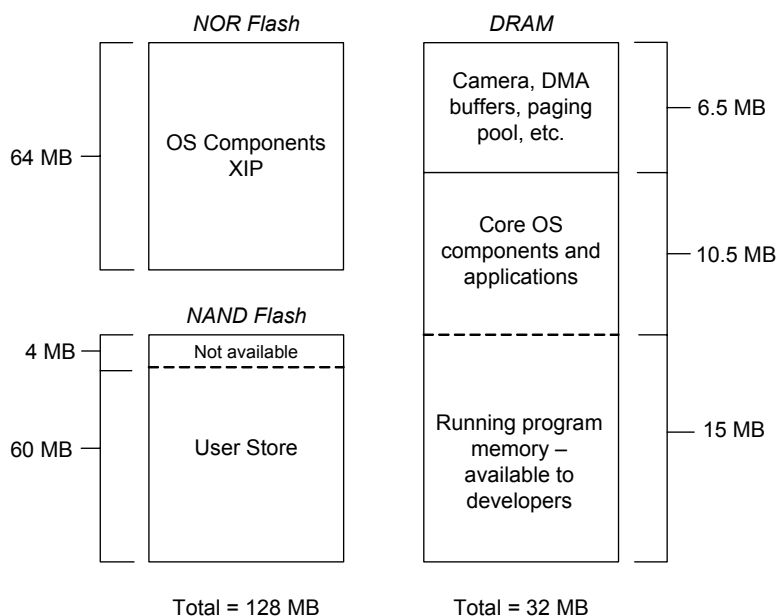 NOR Flash
64 MB
OS Components
XIP
NAND Flash
4 MB
Not available
60 MB
User Store
Total = 128 MB
DRAM
Camera, DMA
buffers, paging
pool, etc.
6.5 MB
Core OS
components and
applications
10.5 MB
Running program
memory –
available to
developers
15 MB
Total = 32 MB